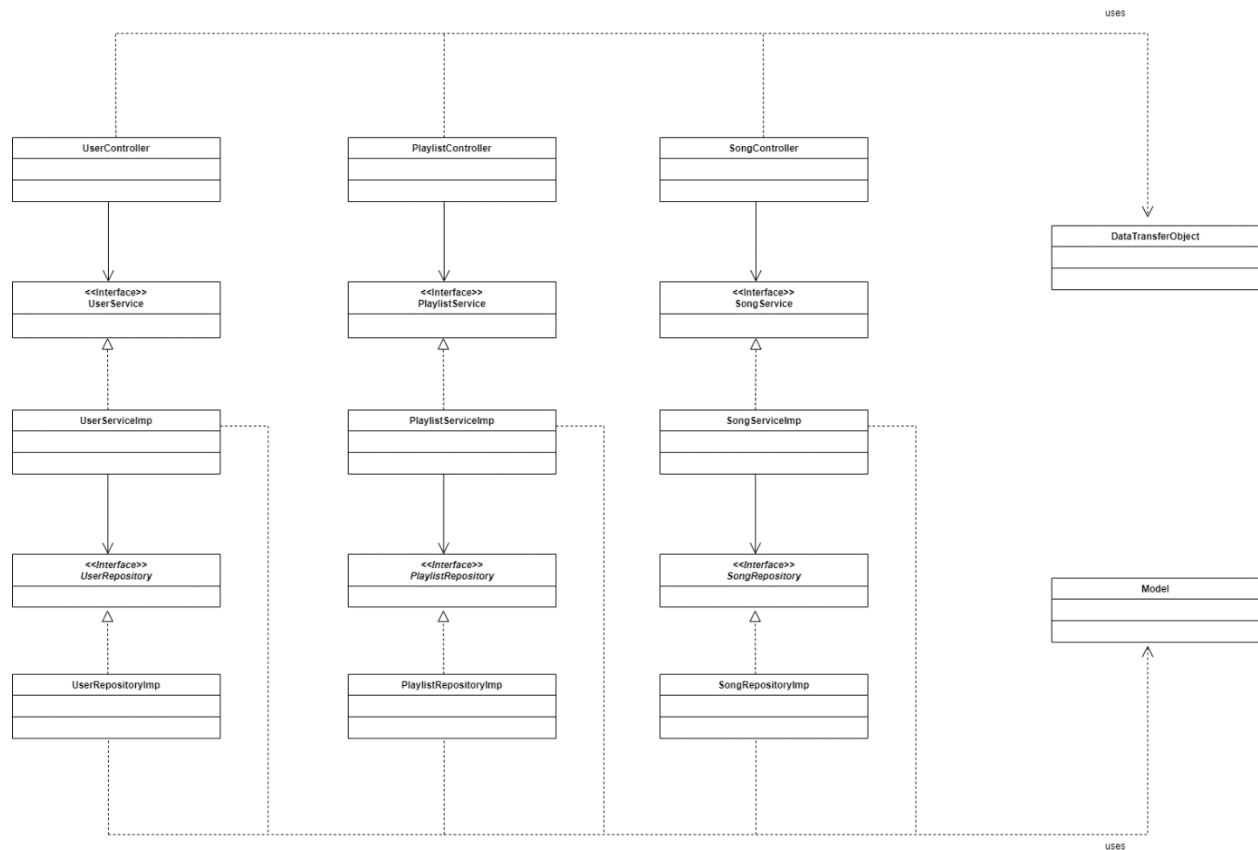 uses
UserController
PlaylistController
SongController
DataTransferObject
<<Interface>>
UserService
<<Interface>>
PlaylistService
<<Interface>>
SongService
UserServiceImp
PlaylistServiceImp
SongServiceImp
<<Interface>>
UserRepository
<<Interface>>
PlaylistRepository
<<Interface>>
SongRepository
Model
UserRepositoryImp
PlaylistRepositoryImp
SongRepositoryImp
uses